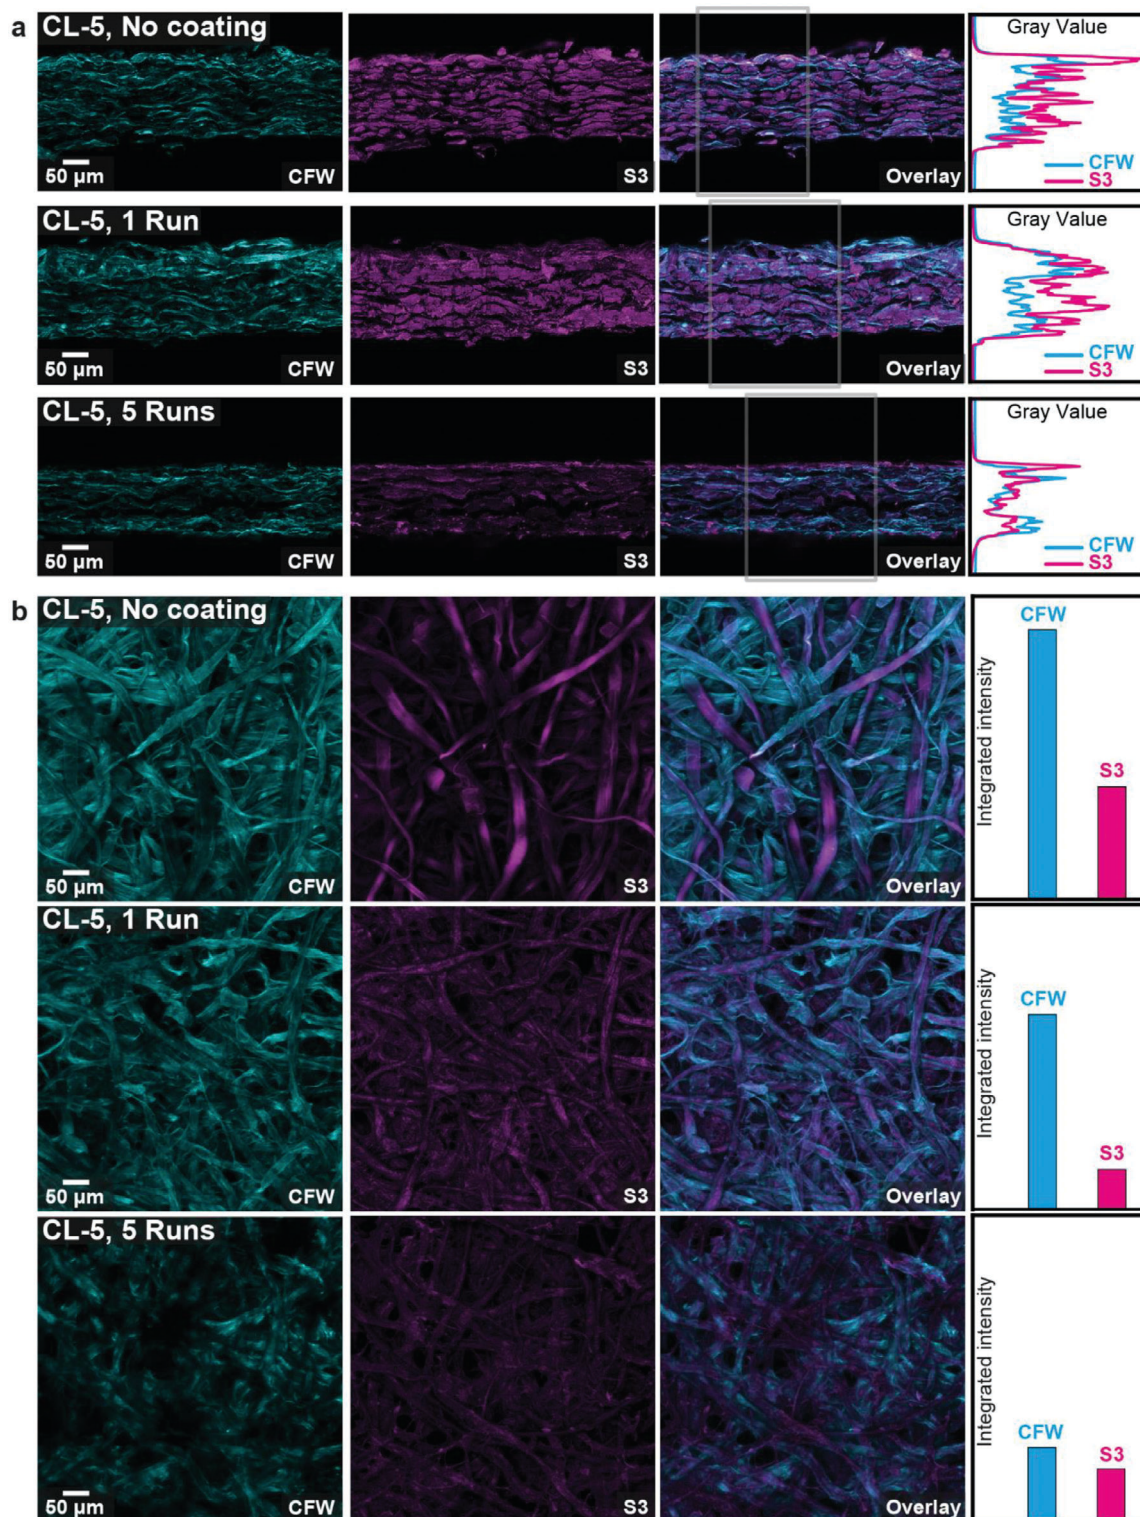 a
CL-5, No coating
50 µm
CFW
S3
Overlay
Gray Value
CFW
S3
CL-5, 1 Run
50 µm
CFW
S3
Overlay
Gray Value
CFW
S3
CL-5, 5 Runs
50 µm
CFW
S3
Overlay
Gray Value
CFW
S3
b
CL-5, No coating
50 µm
CFW
S3
Overlay
Integrated intensity
CFW
S3
CL-5, 1 Run
50 µm
CFW
S3
Overlay
Integrated intensity
CFW
S3
CL-5, 5 Runs
50 µm
CFW
S3
Overlay
Integrated intensity
CFW
S3